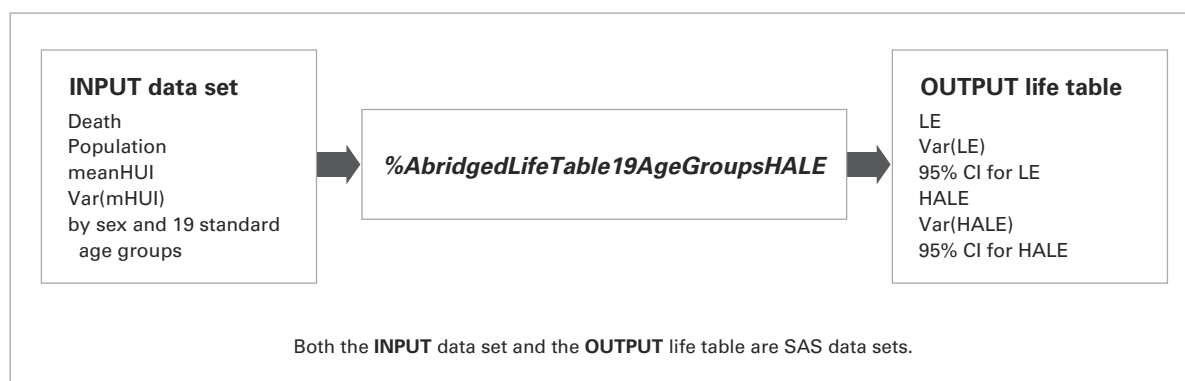 INPUT data set
Death
Population
meanHUI
Var(mHUI)
by sex and 19 standard
age groups
%AbridgedLifeTable19AgeGroupsHALE
OUTPUT life table
LE
Var(LE)
95% CI for LE
HALE
Var(HALE)
95% CI for HALE
Both the INPUT data set and the OUTPUT life table are SAS data sets.